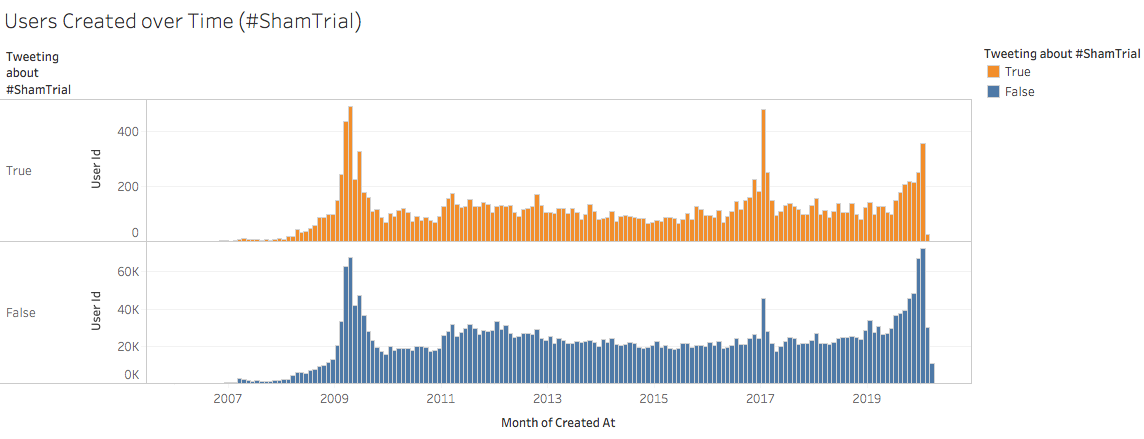 Users Created over Time (#ShamTrial)
Tweeting
about
#ShamTrial
Tweeting about #ShamTrial
True
False
True
User Id
400
200
0
False
User Id
60K
40K
20K
0K
2007
2009
2011
2013
2015
2017
2019
Month of Created At